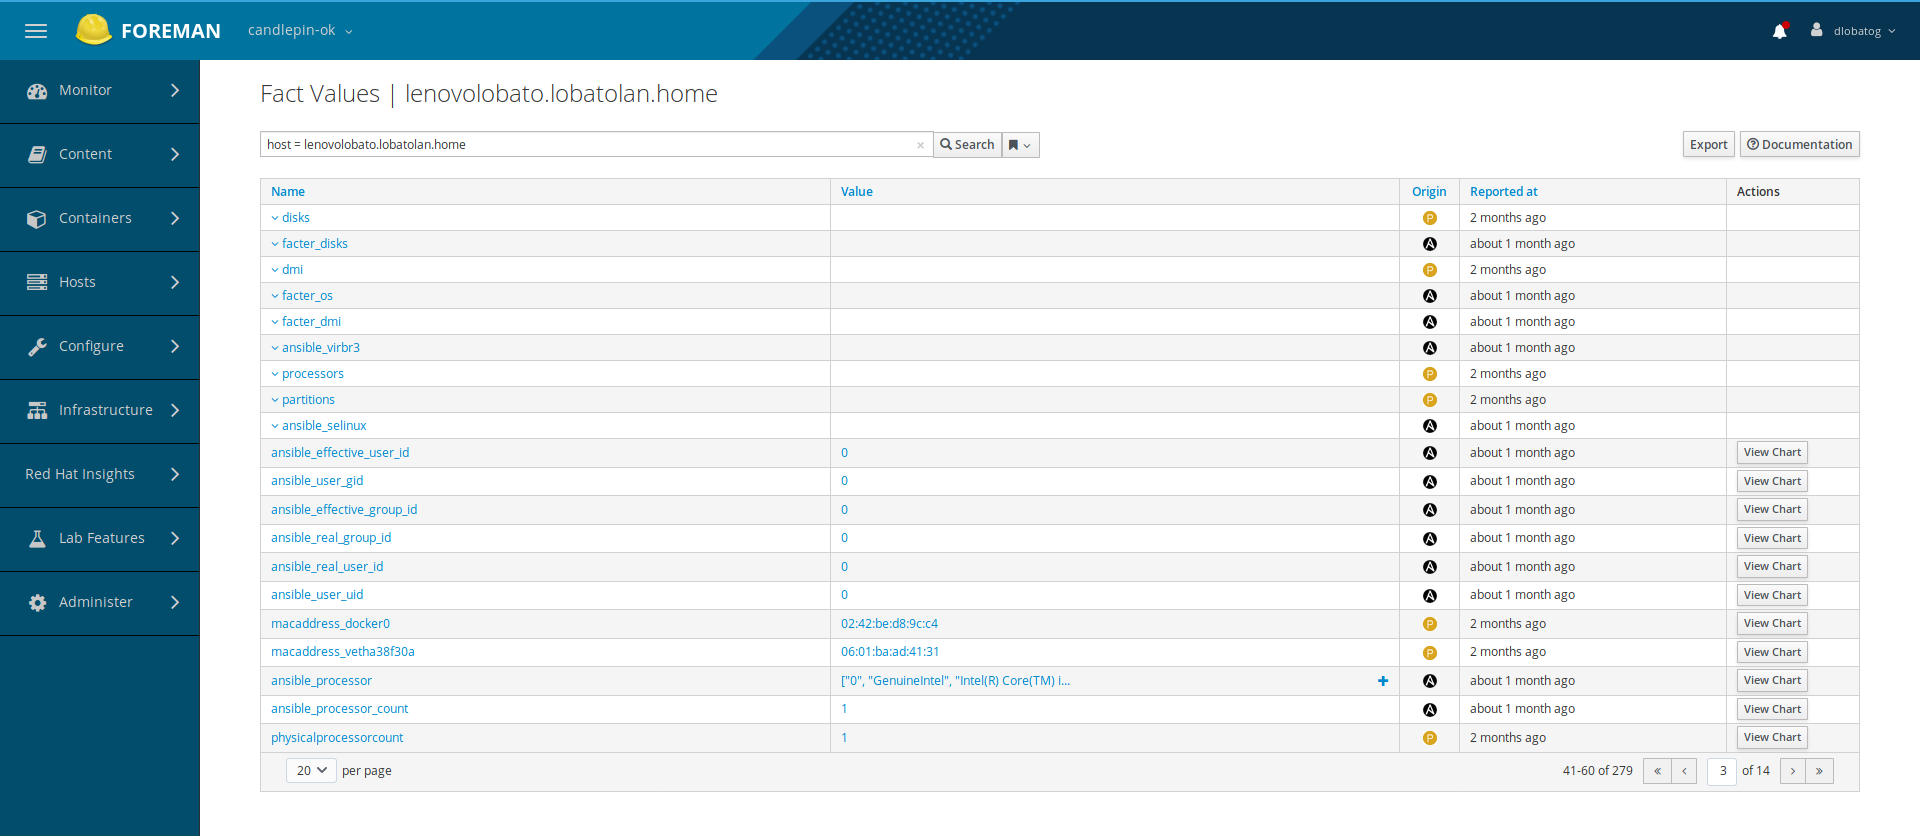 FOREMAN candlepin-ok dlobatog
Monitor
Content
Containers
Hosts
Configure
Infrastructure
Red Hat Insights
Lab Features
Administer
Fact Values | lenovolobato.lobatolan.home
host = lenovolobato.lobatolan.home × Search Export Documentation
Name Value Origin Reported at Actions
disks P 2 months ago
facter_disks A about 1 month ago
dmi P 2 months ago
facter_os A about 1 month ago
facter_dmi A about 1 month ago
ansible_virbr3 A about 1 month ago
processors P 2 months ago
partitions P 2 months ago
ansible_selinux A about 1 month ago
ansible_effective_user_id 0 A about 1 month ago View Chart
ansible_user_gid 0 A about 1 month ago View Chart
ansible_effective_group_id 0 A about 1 month ago View Chart
ansible_real_group_id 0 A about 1 month ago View Chart
ansible_real_user_id 0 A about 1 month ago View Chart
ansible_user_uid 0 A about 1 month ago View Chart
macaddress_docker0 02:42:be:d8:9c:c4 P 2 months ago View Chart
macaddress_vetha38f30a 06:01:ba:ad:41:31 P 2 months ago View Chart
ansible_processor ["0", "GenuineIntel", "Intel(R) Core(TM) i... + A about 1 month ago View Chart
ansible_processor_count 1 A about 1 month ago View Chart
physicalprocessorcount 1 P 2 months ago View Chart
20 per page 41-60 of 279 « ‹ 3 of 14 › »